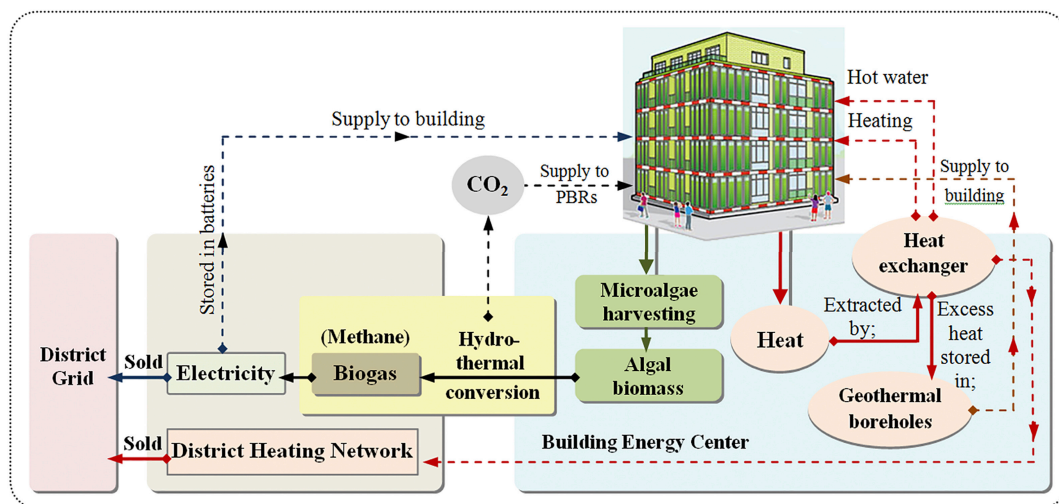 Hot water
Supply to building
Heating
CO₂
Supply to
PBRs
Supply to
building
Stored in batteries
Heat
exchanger
Microalgae
harvesting
Extracted
by;
Excess
heat
stored
in;
Heat
(Methane)
Hydro-
thermal
conversion
District
Grid
Sold
Electricity
Biogas
Algal
biomass
Geothermal
boreholes
Sold
District Heating Network
Building Energy Center